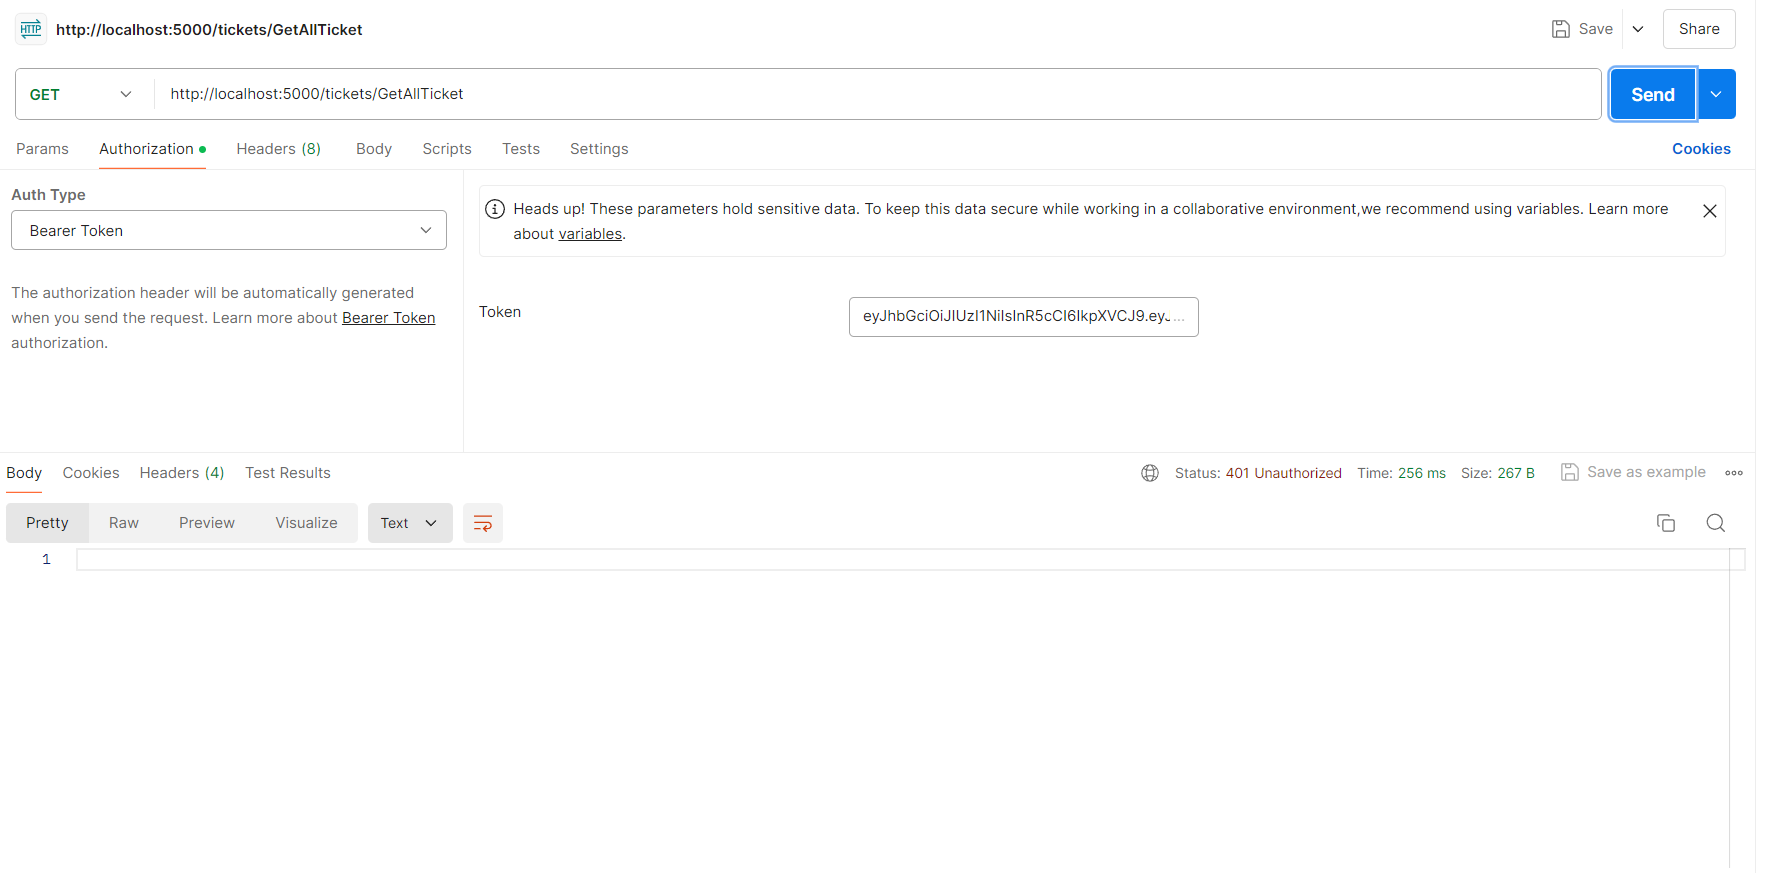 HTTP http://localhost:5000/tickets/GetAllTicket Save Share
GET http://localhost:5000/tickets/GetAllTicket Send
Params Authorization Headers (8) Body Scripts Tests Settings Cookies
Auth Type
Bearer Token
The authorization header will be automatically generated
when you send the request. Learn more about Bearer Token
authorization.
Heads up! These parameters hold sensitive data. To keep this data secure while working in a collaborative environment,we recommend using variables. Learn more
about variables.
Token eyJhbGciOiJIUzI1NiIsInR5cCI6IkpXVCJ9.eyJ...
Body Cookies Headers (4) Test Results Status: 401 Unauthorized Time: 256 ms Size: 267 B Save as example
Pretty Raw Preview Visualize Text
1